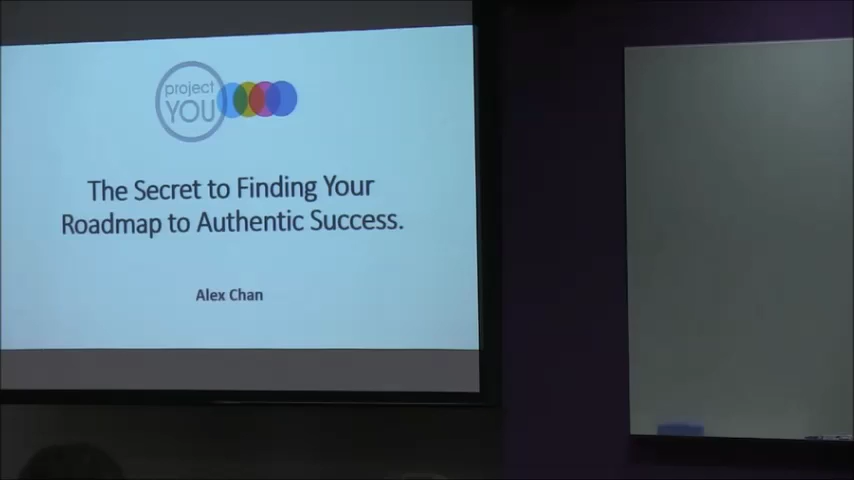 project
YOU
The Secret to Finding Your
Roadmap to Authentic Success.
Alex Chan